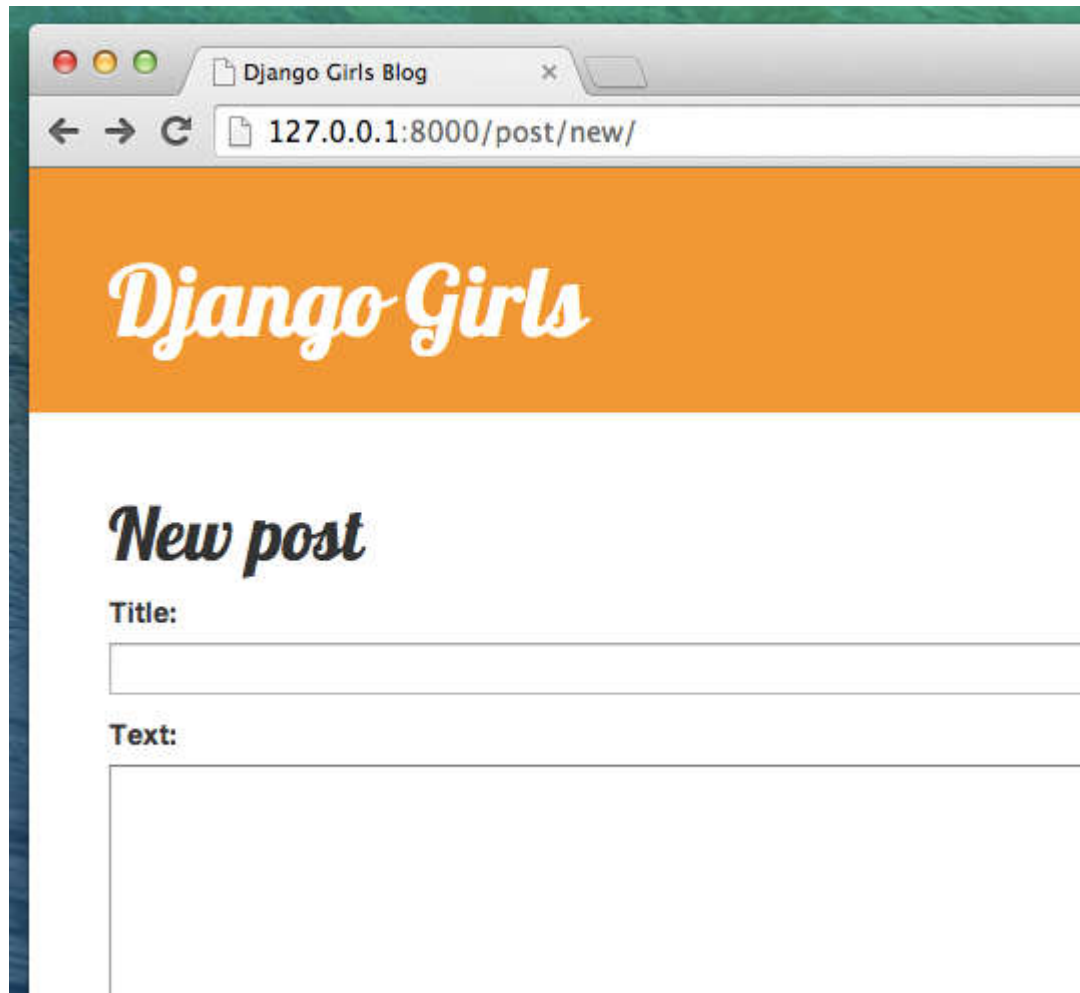 Django Girls Blog
127.0.0.1:8000/post/new/
Django Girls
New post
Title:
Text: